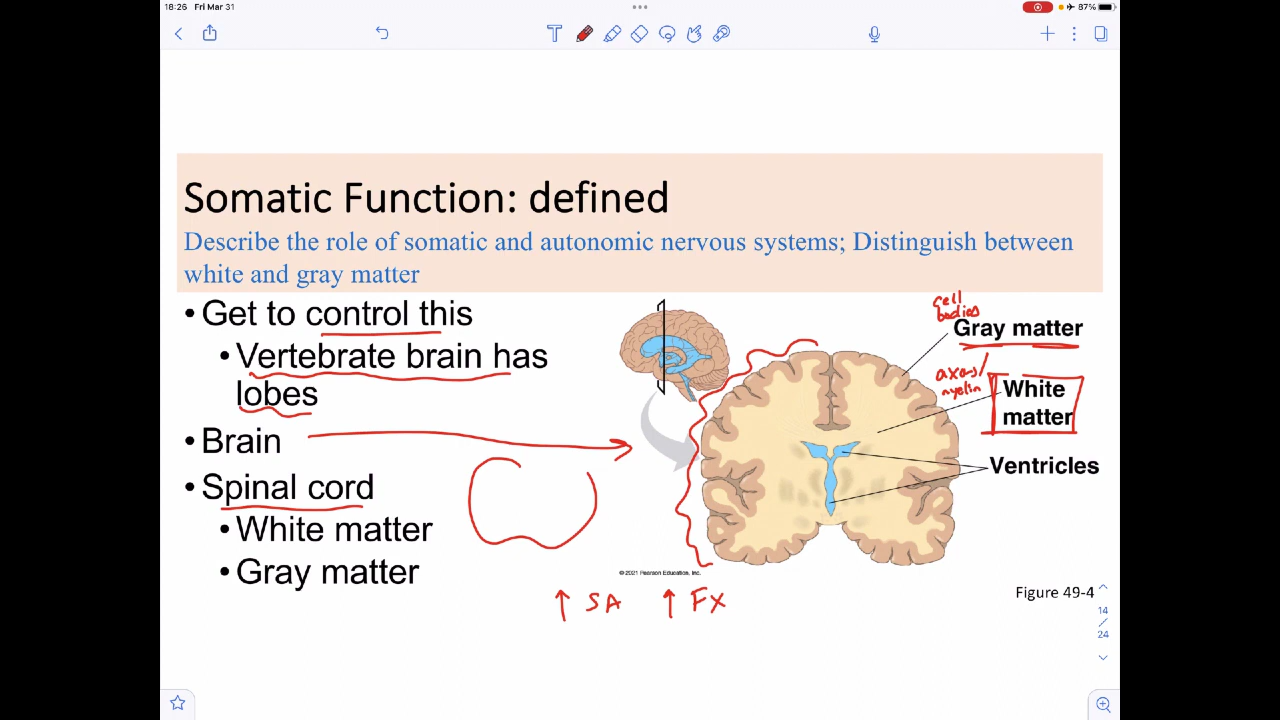 18:26 Fri Mar 31
87%
Somatic Function: defined
Describe the role of somatic and autonomic nervous systems; Distinguish between
white and gray matter
• Get to control this
• Vertebrate brain has
lobes
• Brain
• Spinal cord
• White matter
• Gray matter
cell
bodies
Gray matter
axons/
myelin
White
matter
Ventricles
© 2021 Pearson Education, Inc.
↑ SA ↑ FX
Figure 49-4
14
/
24